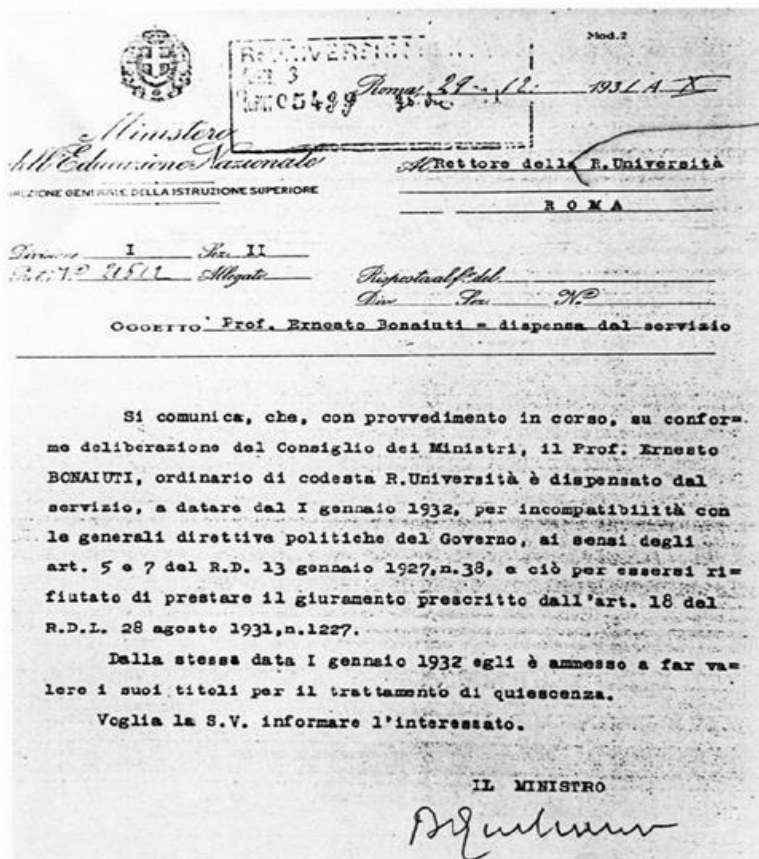 Mod.2
Roma, 29 - 12 - 1931 A X
05499
Ministero
dell'Educazione Nazionale
DIREZIONE GENERALE DELLA ISTRUZIONE SUPERIORE
Al Rettore della R.Università
ROMA
Divisione I Sez. II
Prot. N.º Allegato
Risposta al f.º del
Div. Sez. Nº
OGGETTO Prof. Ernesto Bonaiuti = dispensa dal servizio
Si comunica, che, con provvedimento in corso, su confor=
me deliberazione del Consiglio dei Ministri, il Prof. Ernesto
BONAIUTI, ordinario di codesta R.Università è dispensato dal
servizio, a datare dal I gennaio 1932, per incompatibilità con
le generali direttive politiche del Governo, ai sensi degli
art. 5 e 7 del R.D. 13 gennaio 1927,n.38, e ciò per essersi ri=
fiutato di prestare il giuramento prescritto dall'art. 18 del
R.D.L. 28 agosto 1931,n.1227.
Dalla stessa data I gennaio 1932 egli è ammesso a far va=
lere i suoi titoli per il trattamento di quiescenza.
Voglia la S.V. informare l'interessato.
IL MINISTRO